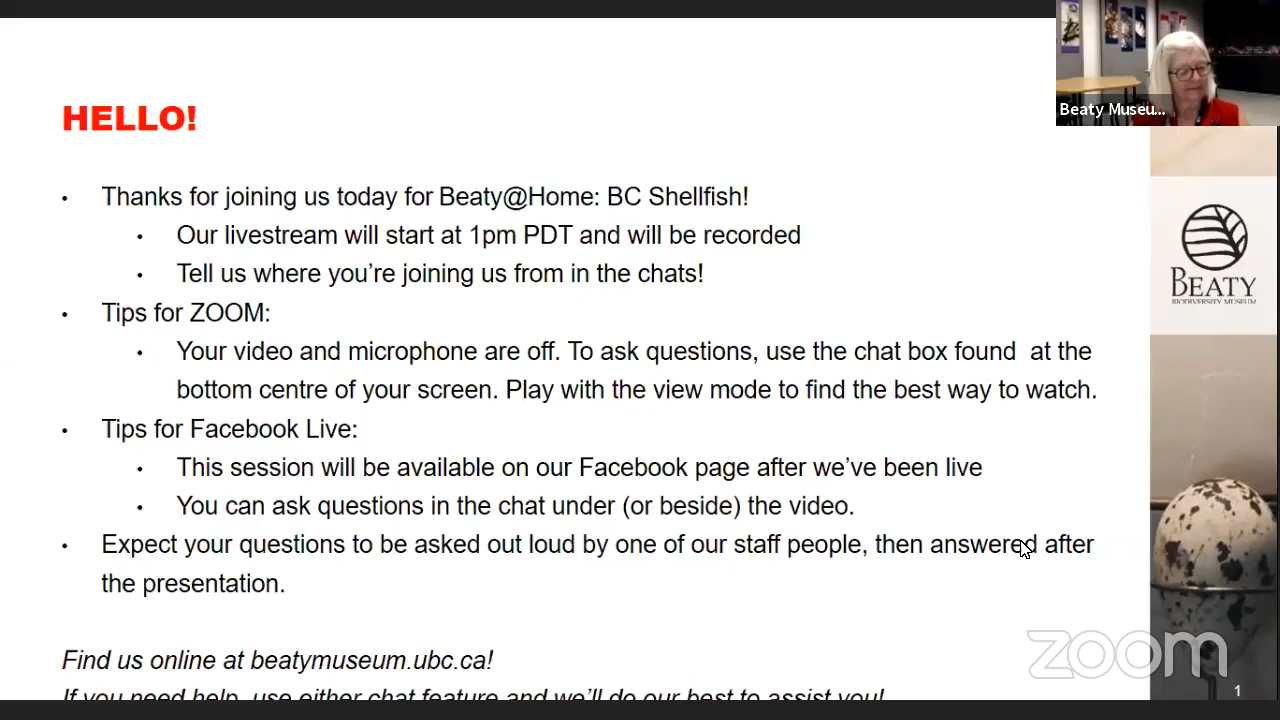 HELLO!
Beaty Museu...
• Thanks for joining us today for Beaty@Home: BC Shellfish!
• Our livestream will start at 1pm PDT and will be recorded
• Tell us where you’re joining us from in the chats!
• Tips for ZOOM:
• Your video and microphone are off. To ask questions, use the chat box found at the
bottom centre of your screen. Play with the view mode to find the best way to watch.
• Tips for Facebook Live:
• This session will be available on our Facebook page after we’ve been live
• You can ask questions in the chat under (or beside) the video.
• Expect your questions to be asked out loud by one of our staff people, then answered after
the presentation.
Find us online at beatymuseum.ubc.ca!
If you need help, use either chat feature and we’ll do our best to assist you!
BEATY
BIODIVERSITY MUSEUM
zoom
1